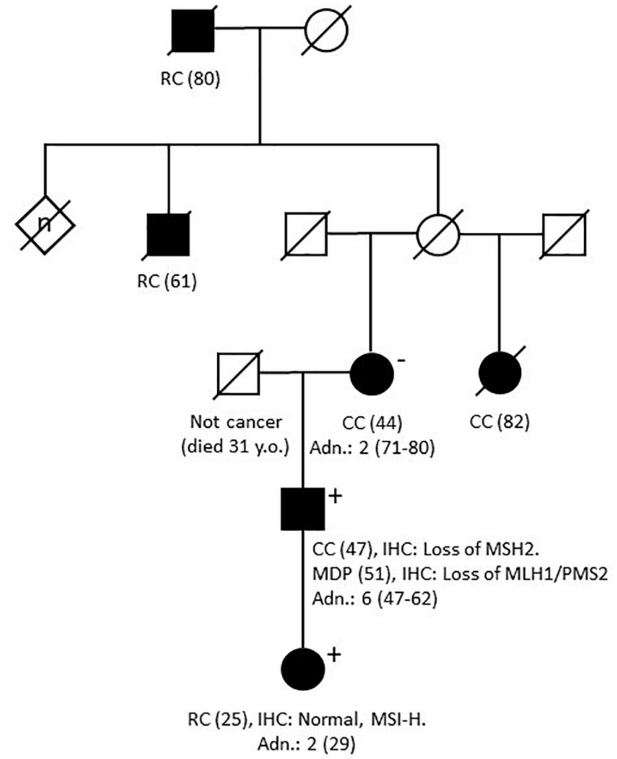 RC (80)
n
RC (61)
-
Not cancer
(died 31 y.o.)
CC (44)
Adn.: 2 (71-80)
CC (82)
+
CC (47), IHC: Loss of MSH2.
MDP (51), IHC: Loss of MLH1/PMS2
Adn.: 6 (47-62)
+
RC (25), IHC: Normal, MSI-H.
Adn.: 2 (29)